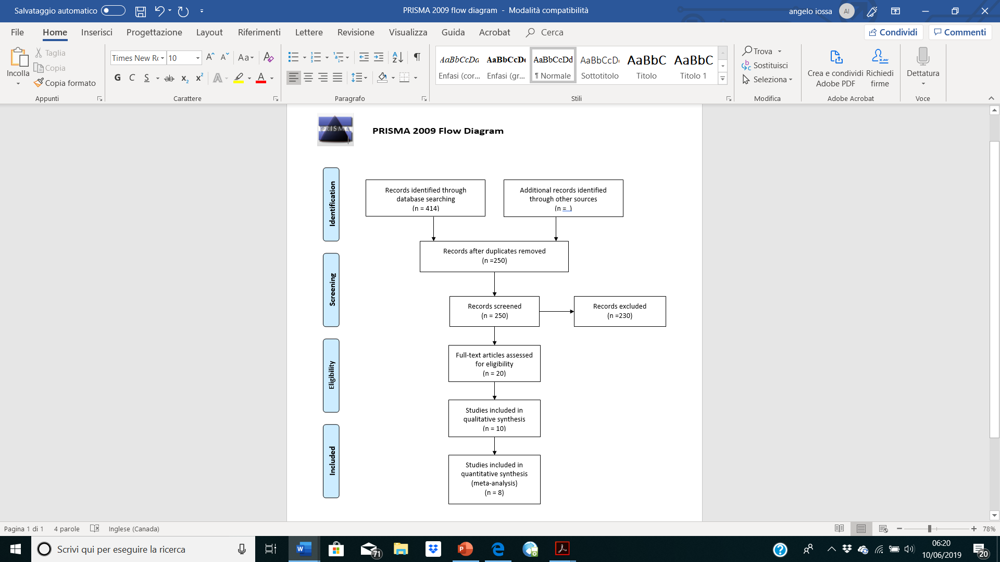 Salvataggio automatico
PRISMA 2009 flow diagram - Modalità compatibilità
angelo iossa
AI
File Home Inserisci Progettazione Layout Riferimenti Lettere Revisione Visualizza Guida Acrobat Cerca
Condividi Commenti
Incolla
Taglia
Copia
Copia formato
Appunti
Times New Rc 10
G C S ab x₂ x² A A
Aa
Carattere
Paragrafo
AaBbCcDd AaBbCcDd AaBbCcDd AaBbCcDd AaBbC AaBbC
Enfasi (cor... Enfasi (gr... ¶ Normale Sottotitolo Titolo Titolo 1
Stili
Trova
Sostituisci
Seleziona
Modifica
Crea e condividi
Adobe PDF
Richiedi
firme
Adobe Acrobat
Dettatura
Voce
PRISMA
PRISMA 2009 Flow Diagram
Identification
Records identified through
database searching
(n = 414)
Additional records identified
through other sources
(n = )
Records after duplicates removed
(n =250)
Screening
Records screened
(n = 250)
Records excluded
(n =230)
Eligibility
Full-text articles assessed
for eligibility
(n = 20)
Studies included in
qualitative synthesis
(n = 10)
Included
Studies included in
quantitative synthesis
(meta-analysis)
(n = 8)
Pagina 1 di 1 4 parole Inglese (Canada)
78%
Scrivi qui per eseguire la ricerca
71
06:20
10/06/2019
20